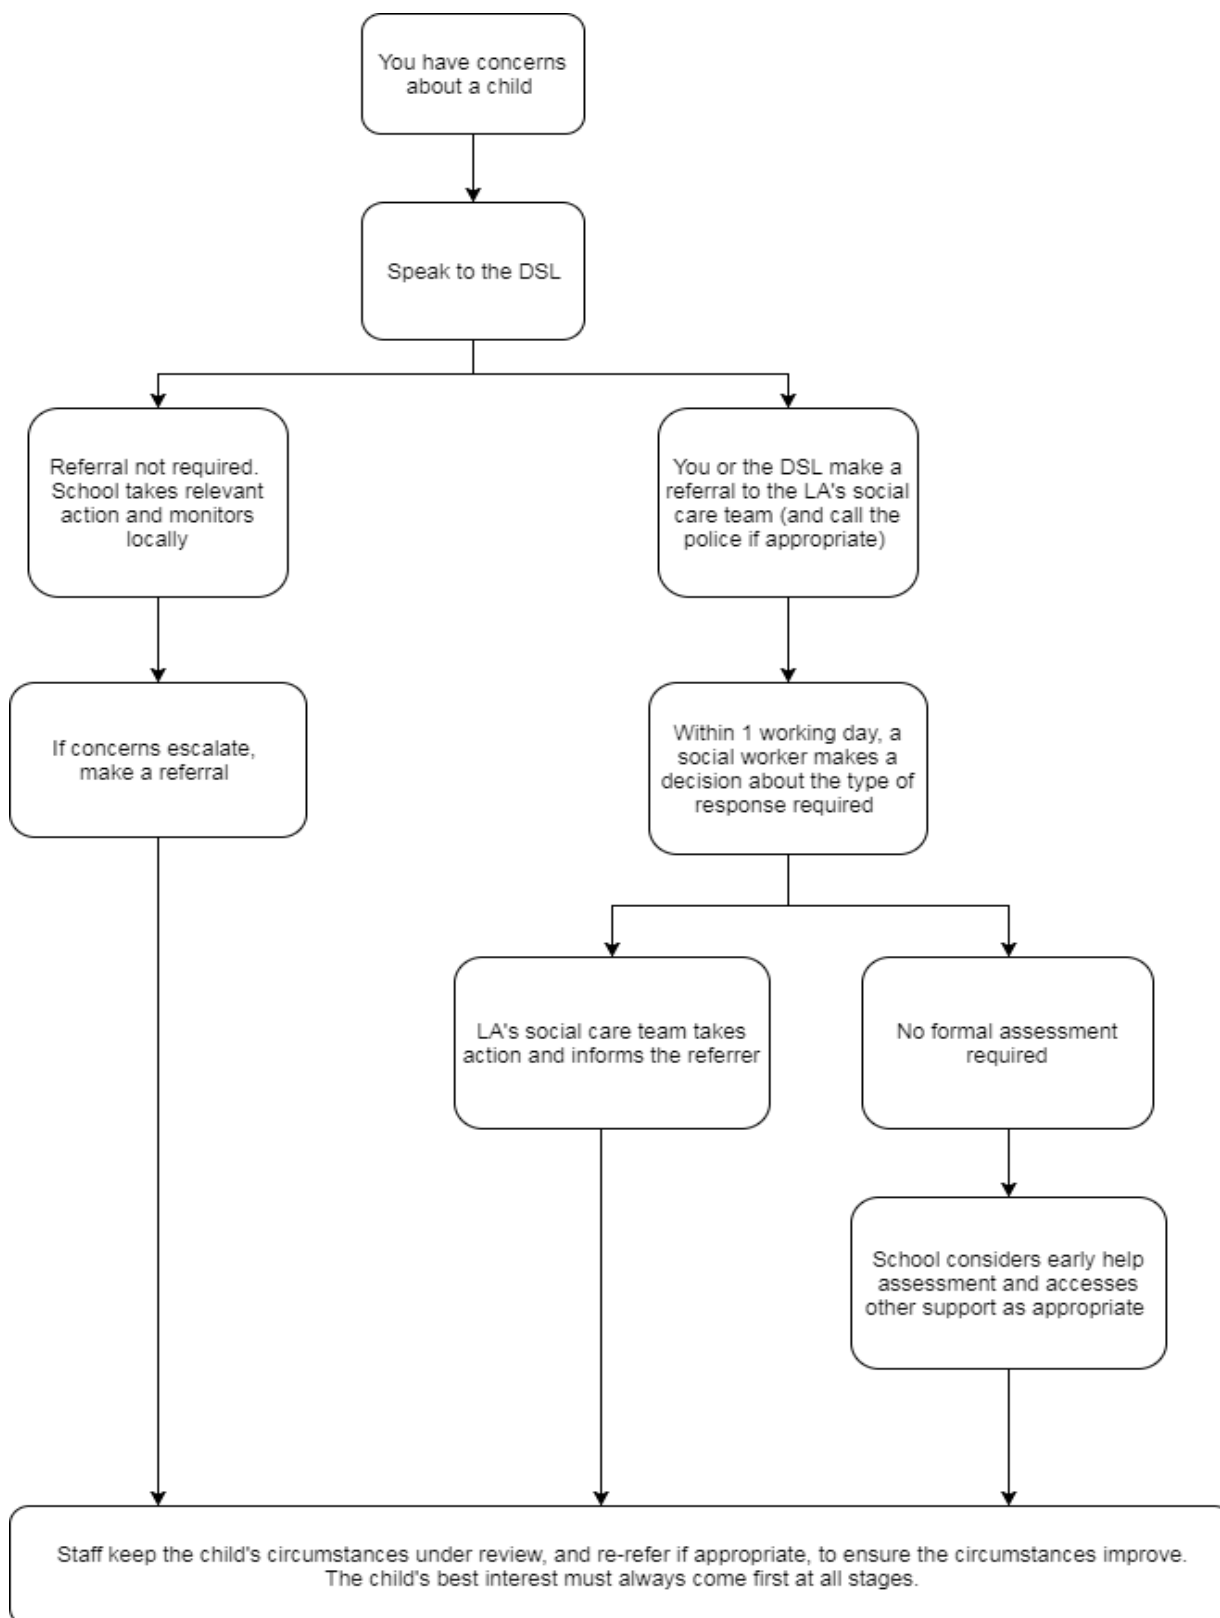 You have concerns
about a child
Speak to the DSL
Referral not required.
School takes relevant
action and monitors
locally
You or the DSL make a
referral to the LA's social
care team (and call the
police if appropriate)
If concerns escalate,
make a referral
Within 1 working day, a
social worker makes a
decision about the type of
response required
LA's social care team takes
action and informs the referrer
No formal assessment
required
School considers early help
assessment and accesses
other support as appropriate
Staff keep the child's circumstances under review, and re-refer if appropriate, to ensure the circumstances improve.
The child's best interest must always come first at all stages.